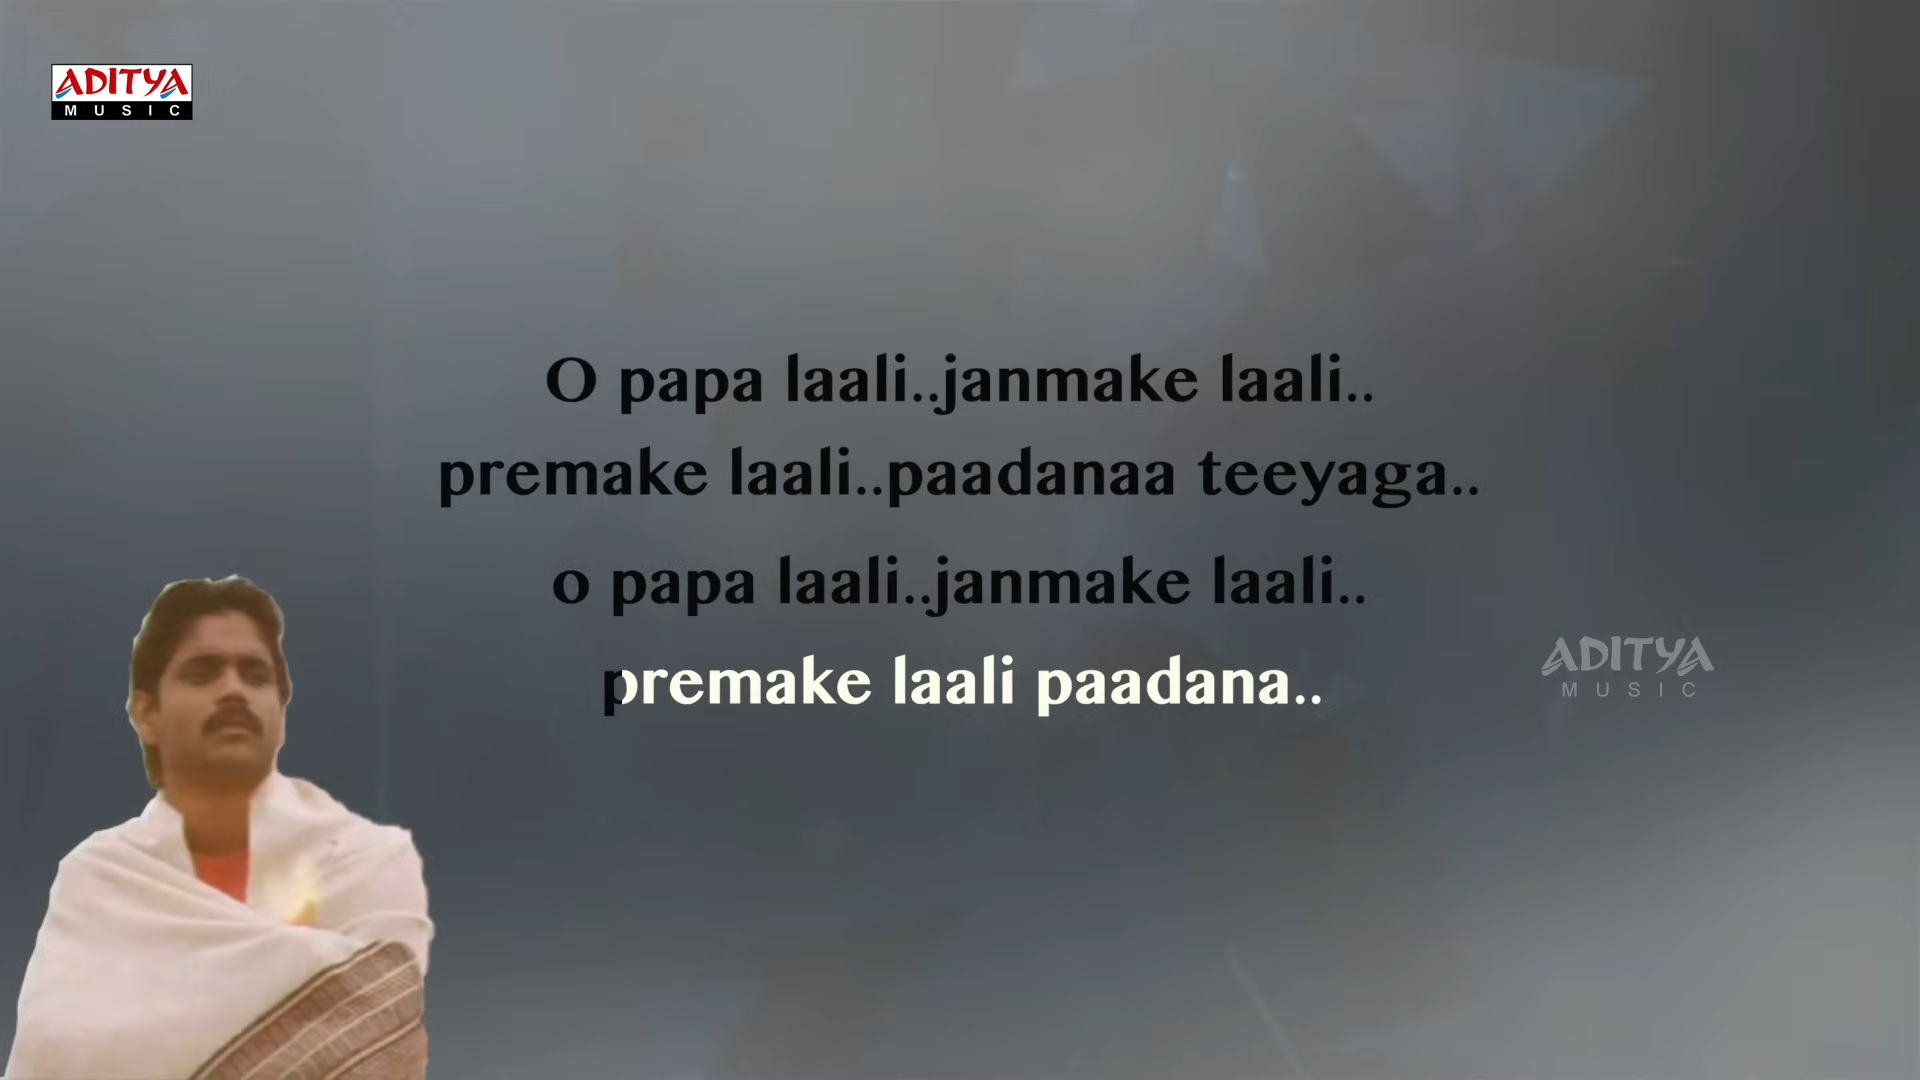 ADITYA
MUSIC
O papa laali..janmake laali..
premake laali..paadanaa teeyaga..
o papa laali..janmake laali..
premake laali paadana..
ADITYA
MUSIC